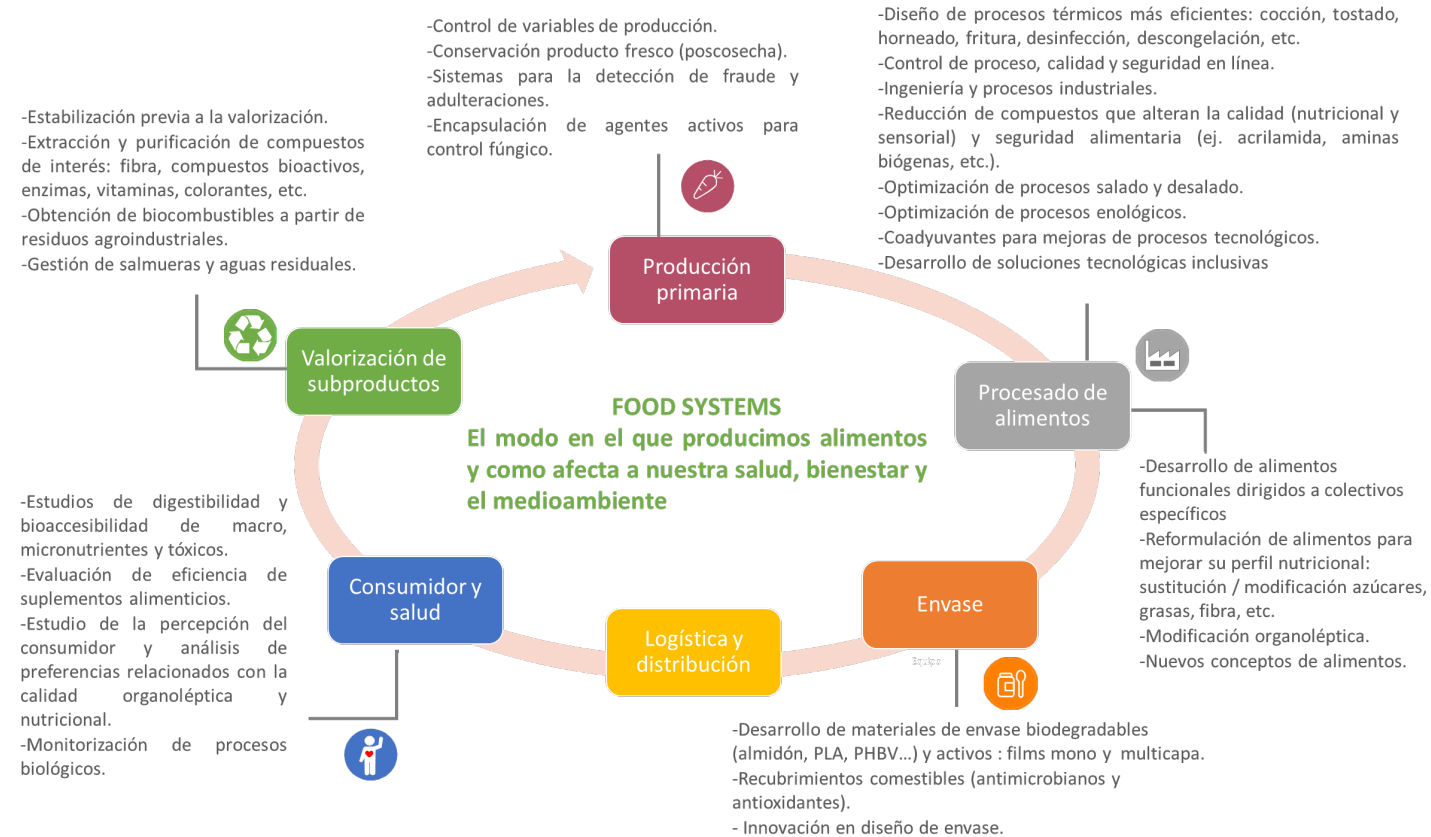 -Control de variables de producción.
-Conservación producto fresco (poscosecha).
-Sistemas para la detección de fraude y
adulteraciones.
-Encapsulación de agentes activos para
control fúngico.
-Diseño de procesos térmicos más eficientes: cocción, tostado,
horneado, fritura, desinfección, descongelación, etc.
-Control de proceso, calidad y seguridad en línea.
-Ingeniería y procesos industriales.
-Reducción de compuestos que alteran la calidad (nutricional y
sensorial) y seguridad alimentaria (ej. acrilamida, aminas
biógenas, etc.).
-Optimización de procesos salado y desalado.
-Optimización de procesos enológicos.
-Coadyuvantes para mejoras de procesos tecnológicos.
-Desarrollo de soluciones tecnológicas inclusivas
-Estabilización previa a la valorización.
-Extracción y purificación de compuestos
de interés: fibra, compuestos bioactivos,
enzimas, vitaminas, colorantes, etc.
-Obtención de biocombustibles a partir de
residuos agroindustriales.
-Gestión de salmueras y aguas residuales.
Producción
primaria
Valorización de
subproductos
Procesado de
alimentos
FOOD SYSTEMS
El modo en el que producimos alimentos
y como afecta a nuestra salud, bienestar y
el medioambiente
-Desarrollo de alimentos
funcionales dirigidos a colectivos
específicos
-Reformulación de alimentos para
mejorar su perfil nutricional:
sustitución / modificación azúcares,
grasas, fibra, etc.
-Modificación organoléptica.
-Nuevos conceptos de alimentos.
-Estudios de digestibilidad y
bioaccesibilidad de macro,
micronutrientes y tóxicos.
-Evaluación de eficiencia de
suplementos alimenticios.
-Estudio de la percepción del
consumidor y análisis de
preferencias relacionados con la
calidad organoléptica y
nutricional.
-Monitorización de procesos
biológicos.
Consumidor y
salud
Logística y
distribución
Envase
Equipo
-Desarrollo de materiales de envase biodegradables
(almidón, PLA, PHBV...) y activos : films mono y multicapa.
-Recubrimientos comestibles (antimicrobianos y
antioxidantes).
- Innovación en diseño de envase.